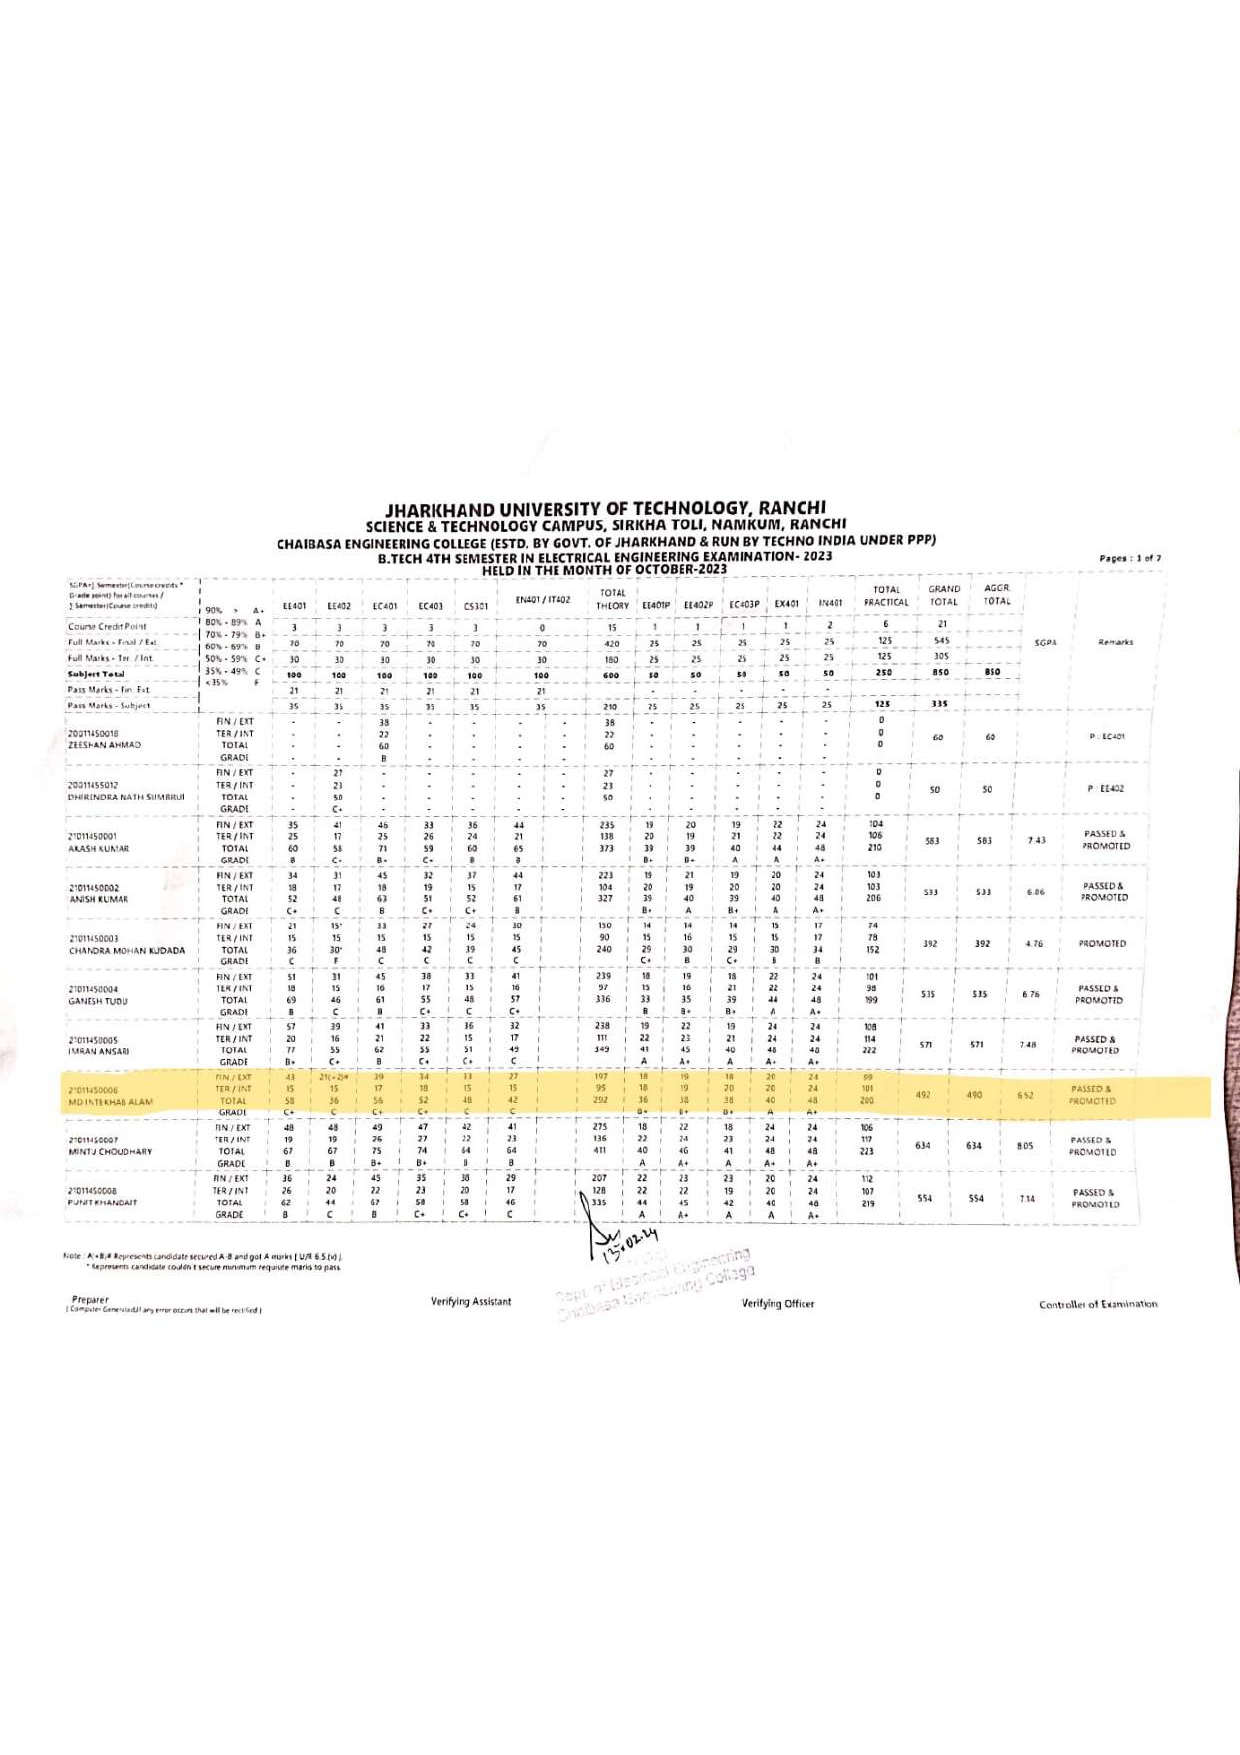 JHARKHAND UNIVERSITY OF TECHNOLOGY, RANCHI
SCIENCE & TECHNOLOGY CAMPUS, SIRKHA TOLI, NAMKUM, RANCHI
CHAIBASA ENGINEERING COLLEGE (ESTD. BY GOVT. OF JHARKHAND & RUN BY TECHNO INDIA UNDER PPP)
B.TECH 4TH SEMESTER IN ELECTRICAL ENGINEERING EXAMINATION- 2023
HELD IN THE MONTH OF OCTOBER-2023
Pages : 1 of 7
SGPA=∑ Semester(Course credits *
Grade point) for all courses /
∑ Semester(Course credits)
90% > A+
80% - 89% A
70% - 79% B+
60% - 69% B
50% - 59% C+
35% - 49% C
<35% F
EE401 EE402 EC401 EC403 CS301 EN401 / IT402 TOTAL THEORY EE401P EE402P EC403P EX401 IN401 TOTAL PRACTICAL GRAND TOTAL AGGR. TOTAL SGPA Remarks
Course Credit Point 3 3 3 3 3 0 15 1 1 1 1 2 6 21
Full Marks - Final / Ext. 70 70 70 70 70 70 420 25 25 25 25 25 125 545
Full Marks - Ter. / Int. 30 30 30 30 30 30 180 25 25 25 25 25 125 305
Subject Total 100 100 100 100 100 100 600 50 50 50 50 50 250 850 850
Pass Marks - Fin. Ext. 21 21 21 21 21 21 - - - - -
Pass Marks - Subject 35 35 35 35 35 35 210 25 25 25 25 25 125 335
FIN / EXT - - 38 - - - - 38 - - - - - 0
20011450018 TER / INT - - 22 - - - - 22 - - - - - 0 60 60 P : EC401
ZEESHAN AHMAD TOTAL - - 60 - - - - 60 - - - - - 0
GRADE - - B - - - - - - - - -
FIN / EXT - 27 - - - - - 27 - - - - - 0
20011455012 TER / INT - 23 - - - - - 23 - - - - - 0 50 50 P : EE402
DHIRINDRA NATH SUMBRUI TOTAL - 50 - - - - - 50 - - - - - 0
GRADE - C+ - - - - - - - - - -
FIN / EXT 35 41 46 33 36 44 235 19 20 19 22 24 104
21011450001 TER / INT 25 17 25 26 24 21 138 20 19 21 22 24 106 583 583 7.43 PASSED & PROMOTED
AKASH KUMAR TOTAL 60 58 71 59 60 65 373 39 39 40 44 48 210
GRADE B C+ B+ C+ B B B+ B+ A A A+
FIN / EXT 34 31 45 32 37 44 223 19 21 19 20 24 103
21011450002 TER / INT 18 17 18 19 15 17 104 20 19 20 20 24 103 533 533 6.86 PASSED & PROMOTED
ANISH KUMAR TOTAL 52 48 63 51 52 61 327 39 40 39 40 48 206
GRADE C+ C B C+ C+ B B+ A B+ A A+
FIN / EXT 21 15* 33 27 24 30 150 14 14 14 15 17 74
21011450003 TER / INT 15 15 15 15 15 15 90 15 16 15 15 17 78 392 392 4.76 PROMOTED
CHANDRA MOHAN KUDADA TOTAL 36 30* 48 42 39 45 240 29 30 29 30 34 152
GRADE C F C C C C C+ B C+ B B
FIN / EXT 51 31 45 38 33 41 239 18 19 18 22 24 101
21011450004 TER / INT 18 15 16 17 15 16 97 15 16 21 22 24 98 535 535 6.76 PASSED & PROMOTED
GANESH TUDU TOTAL 69 46 61 55 48 57 336 33 35 39 44 48 199
GRADE B C B C+ C C+ B B+ B+ A A+
FIN / EXT 57 39 41 33 36 32 238 19 22 19 24 24 108
21011450005 TER / INT 20 16 21 22 15 17 111 22 23 21 24 24 114 571 571 7.48 PASSED & PROMOTED
IMRAN ANSARI TOTAL 77 55 62 55 51 49 349 41 45 40 48 48 222
GRADE B+ C+ B C+ C+ C A A+ A A+ A+
FIN / EXT 43 21(+2)# 39 34 33 27 197 18 19 18 20 24 99
21011450006 TER / INT 15 15 17 18 15 15 95 18 19 20 20 24 101 492 490 6.52 PASSED & PROMOTED
MD INTEKHAB ALAM TOTAL 58 36 56 52 48 42 292 36 38 38 40 48 200
GRADE C+ C C+ C+ C C B+ B+ B+ A A+
FIN / EXT 48 48 49 47 42 41 275 18 22 18 24 24 106
21011450007 TER / INT 19 19 26 27 22 23 136 22 24 23 24 24 117 634 634 8.05 PASSED & PROMOTED
MINTU CHOUDHARY TOTAL 67 67 75 74 64 64 411 40 46 41 48 48 223
GRADE B B B+ B+ B B A A+ A A+ A+
FIN / EXT 36 24 45 35 38 29 207 22 23 23 20 24 112
21011450008 TER / INT 26 20 22 23 20 17 128 22 22 19 20 24 107 554 554 7.14 PASSED & PROMOTED
PUNIT KHANDAIT TOTAL 62 44 67 58 58 46 335 44 45 42 40 48 219
GRADE B C B C+ C+ C A A+ A A A+
13.02.24
Dept. of Electrical Engineering
Chaibasa Engineering College
Note : A(+B)# Represents candidate secured A-B and got A marks [ U/R 6.5.(v) ].
* Represents candidate couldn't secure minimum requisite marks to pass
Preparer Verifying Assistant Verifying Officer Controller of Examination
( Computer Generated,If any error occurs that will be rectified )